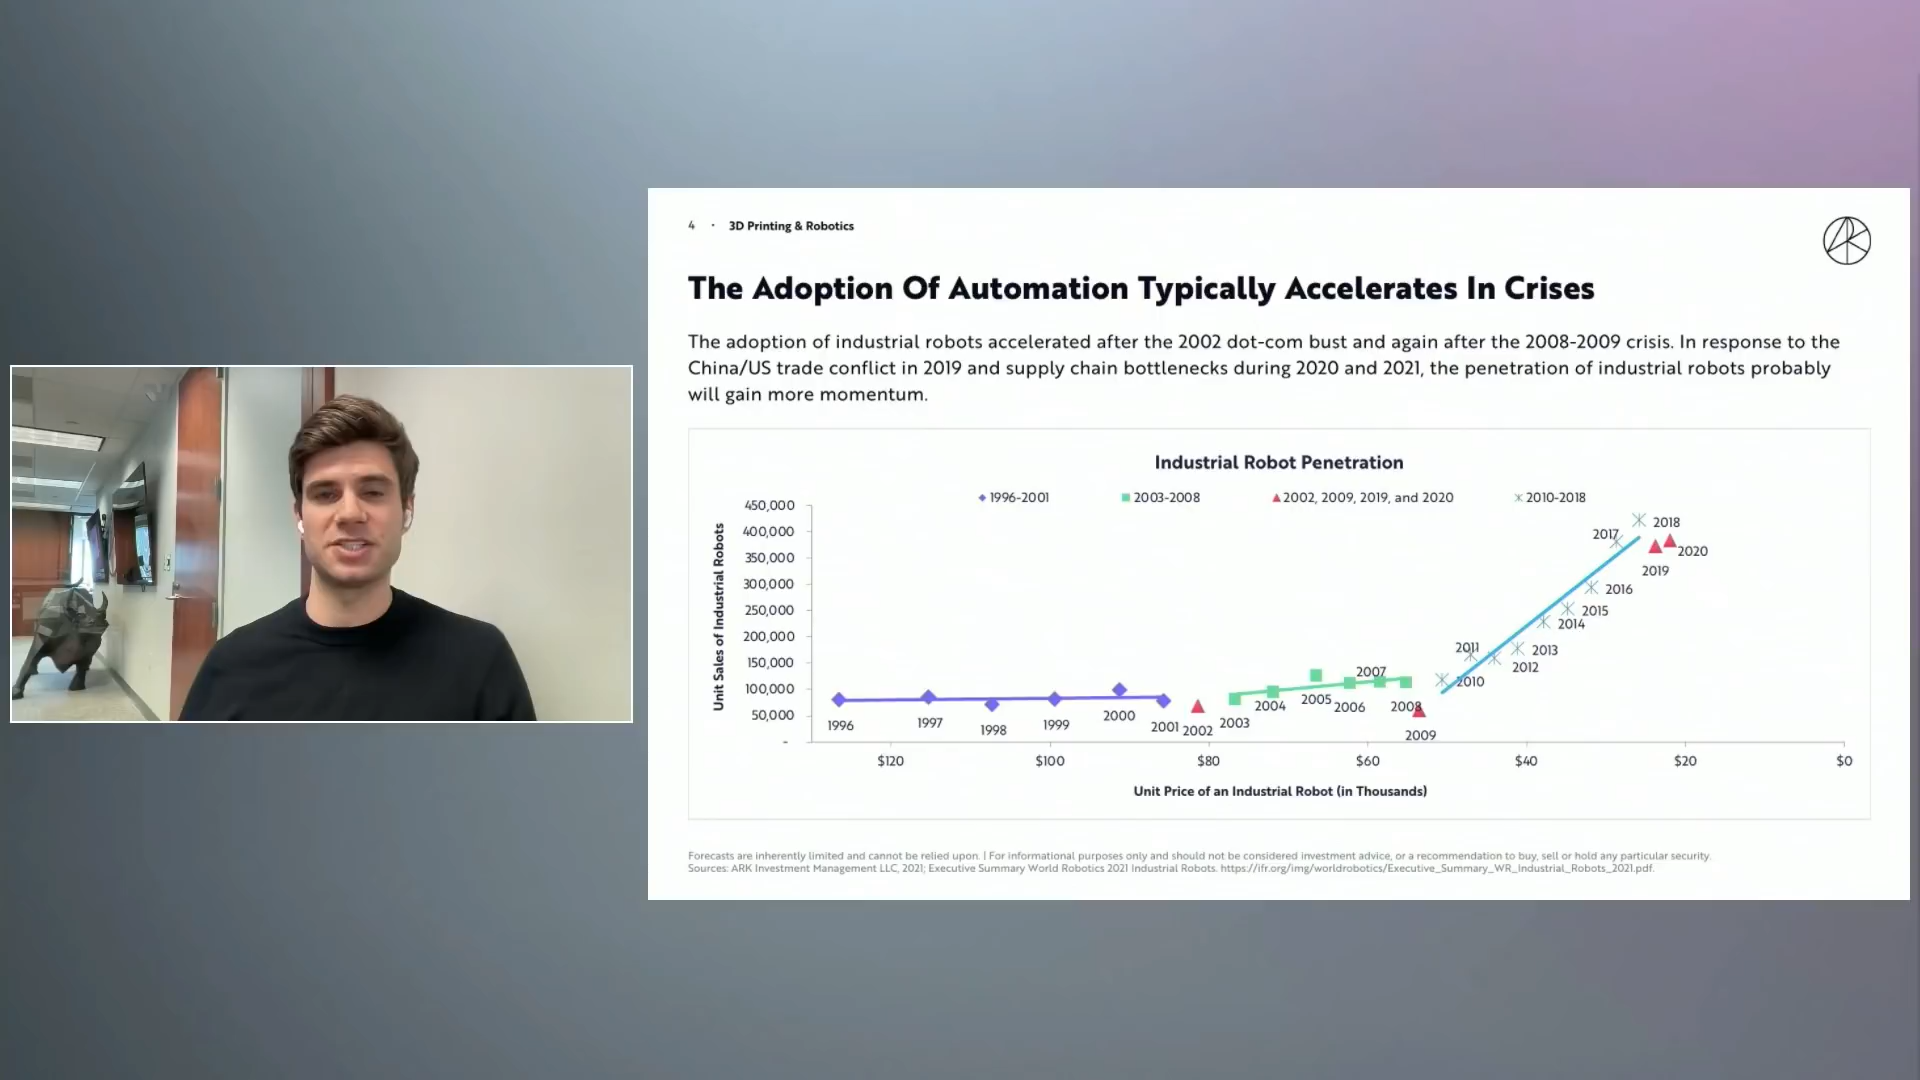 4 · 3D Printing & Robotics
The Adoption Of Automation Typically Accelerates In Crises
The adoption of industrial robots accelerated after the 2002 dot-com bust and again after the 2008-2009 crisis. In response to the
China/US trade conflict in 2019 and supply chain bottlenecks during 2020 and 2021, the penetration of industrial robots probably
will gain more momentum.
Industrial Robot Penetration
1996-2001 2003-2008 2002, 2009, 2019, and 2020 2010-2018
Unit Sales of Industrial Robots
450,000
400,000
350,000
300,000
250,000
200,000
150,000
100,000
50,000
-
1996
1997
1998
1999
2000
2001
2002
2003
2004
2005
2006
2007
2008
2009
2010
2011
2012
2013
2014
2015
2016
2017
2018
2019
2020
$120 $100 $80 $60 $40 $20 $0
Unit Price of an Industrial Robot (in Thousands)
Forecasts are inherently limited and cannot be relied upon. | For informational purposes only and should not be considered investment advice, or a recommendation to buy, sell or hold any particular security.
Sources: ARK Investment Management LLC, 2021; Executive Summary World Robotics 2021 Industrial Robots. https://ifr.org/img/worldrobotics/Executive_Summary_WR_Industrial_Robots_2021.pdf.